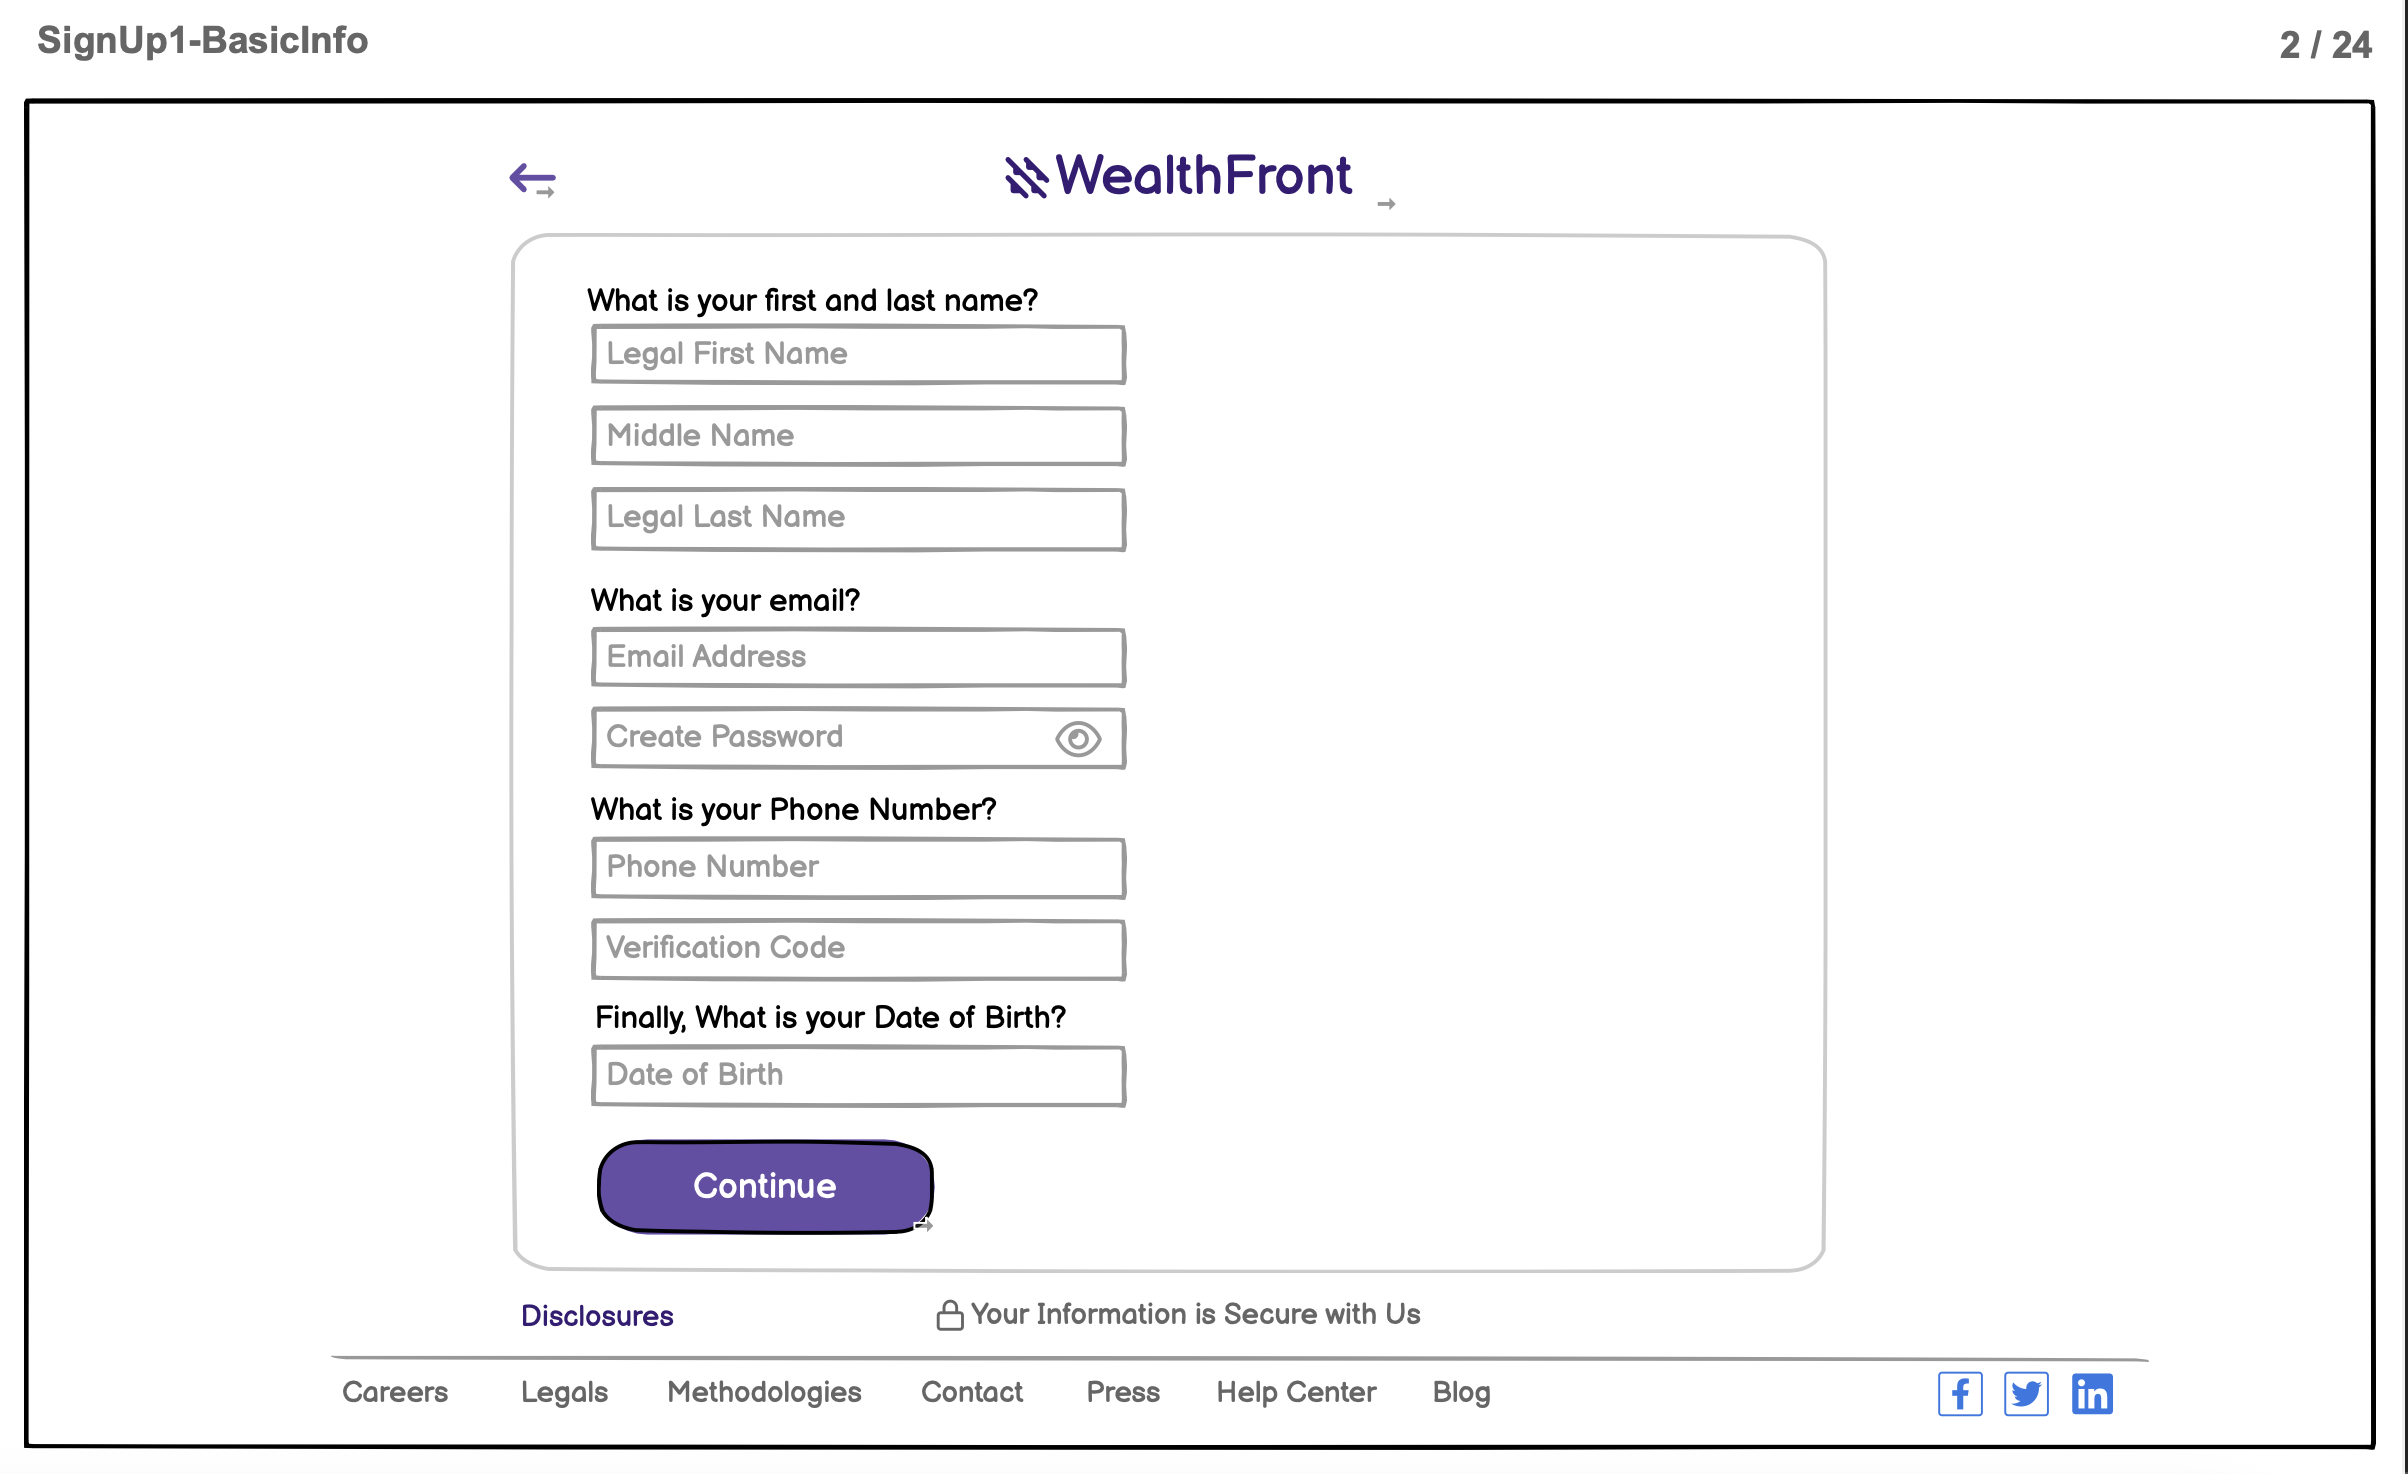 SignUp1-BasicInfo
2 / 24
WealthFront
What is your first and last name?
Legal First Name
Middle Name
Legal Last Name
What is your email?
Email Address
Create Password
What is your Phone Number?
Phone Number
Verification Code
Finally, What is your Date of Birth?
Date of Birth
Continue
Disclosures
Your Information is Secure with Us
Careers Legals Methodologies Contact Press Help Center Blog